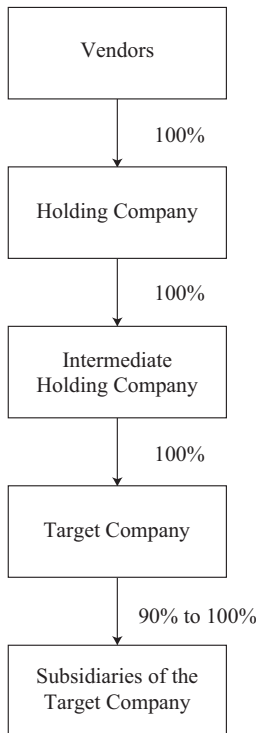 Vendors
100%
Holding Company
100%
Intermediate
Holding Company
100%
Target Company
90% to 100%
Subsidiaries of the
Target Company